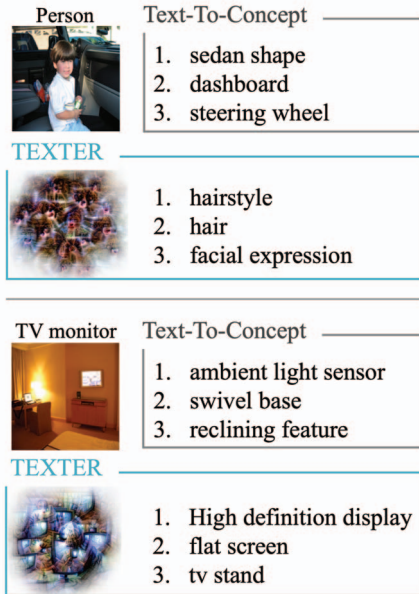 Person
Text-To-Concept
1. sedan shape
2. dashboard
3. steering wheel
TEXTER
1. hairstyle
2. hair
3. facial expression
TV monitor
Text-To-Concept
1. ambient light sensor
2. swivel base
3. reclining feature
TEXTER
1. High definition display
2. flat screen
3. tv stand